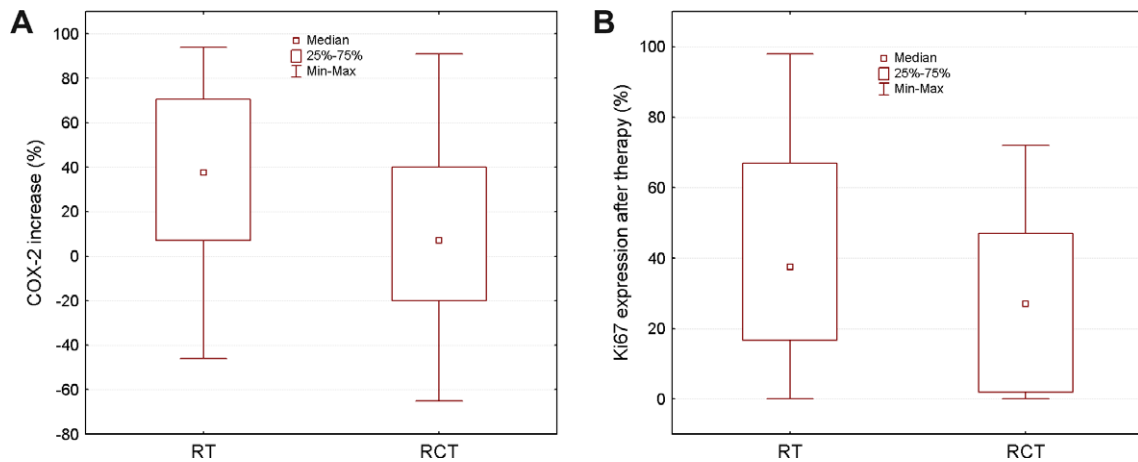 A
COX-2 increase (%)
100
80
60
40
20
0
-20
-40
-60
-80
Median
25%-75%
Min-Max
RT
RCT
B
Ki67 expression after therapy (%)
100
80
60
40
20
0
Median
25%-75%
Min-Max
RT
RCT